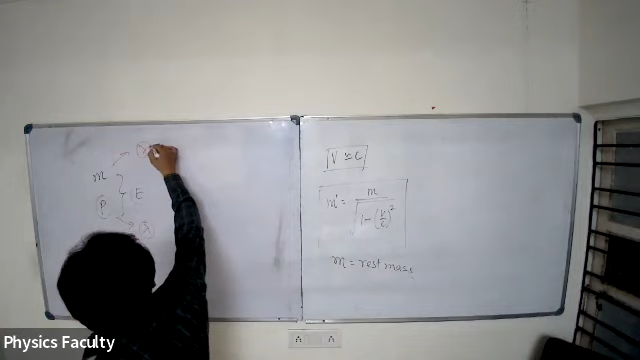 m
E
P
V ≃ c
m' = m / √(1-(v/c)²)
m = rest mass
Physics Faculty